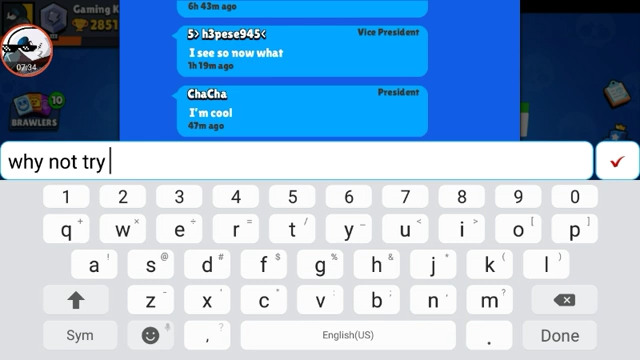 Gaming K
2851
07:34
10
BRAWLERS
6h 43m ago
5> h3pese945<
Vice President
I see so now what
1h 19m ago
ChaCha
President
I'm cool
47m ago
why not try
1 2 3 4 5 6 7 8 9 0
q + w × e ÷ r = t / y _ u < i > o [ p ]
a ! s @ d # f $ g % h & j * k ( l )
z - x ' c " v : b ; n , m ?
Sym , ? English(US) . Done